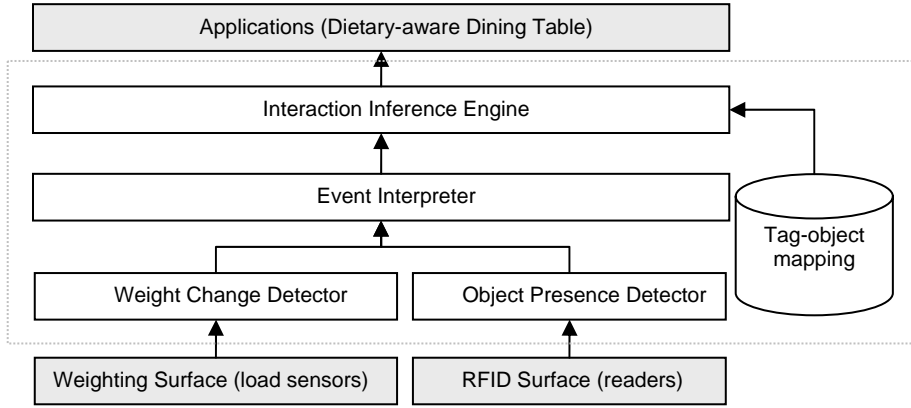 Applications (Dietary-aware Dining Table)
Interaction Inference Engine
Event Interpreter
Tag-object
mapping
Weight Change Detector
Object Presence Detector
Weighting Surface (load sensors)
RFID Surface (readers)